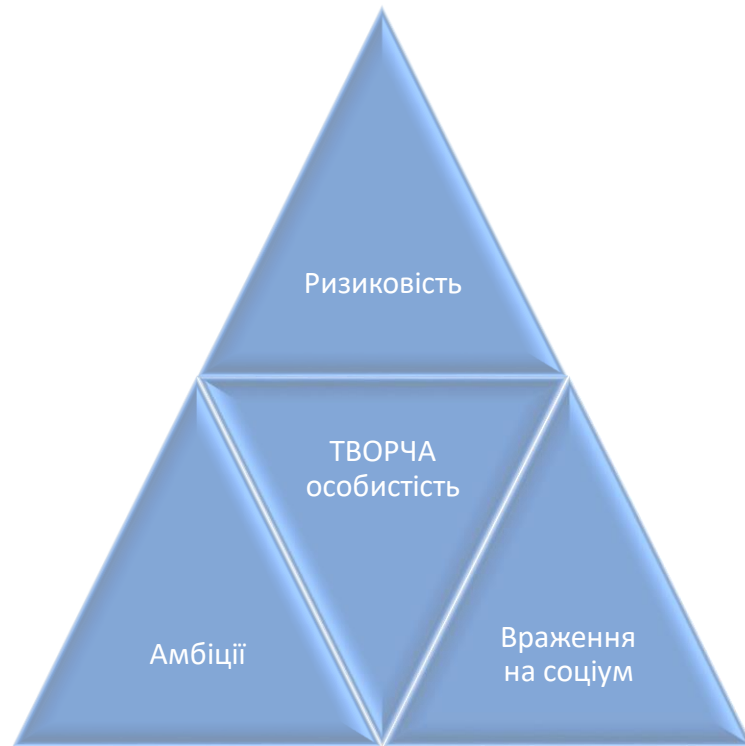 Ризиковість
ТВОРЧА
особистість
Амбіції
Враження
на соціум